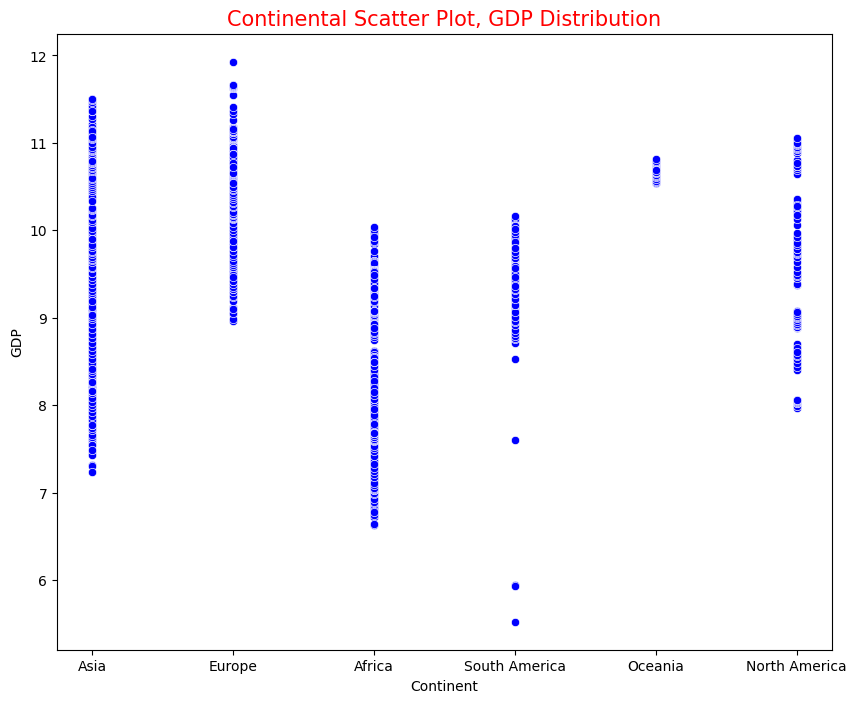 Continental Scatter Plot, GDP Distribution
12
11
10
9
8
7
6
GDP
Asia Europe Africa South America Oceania North America
Continent